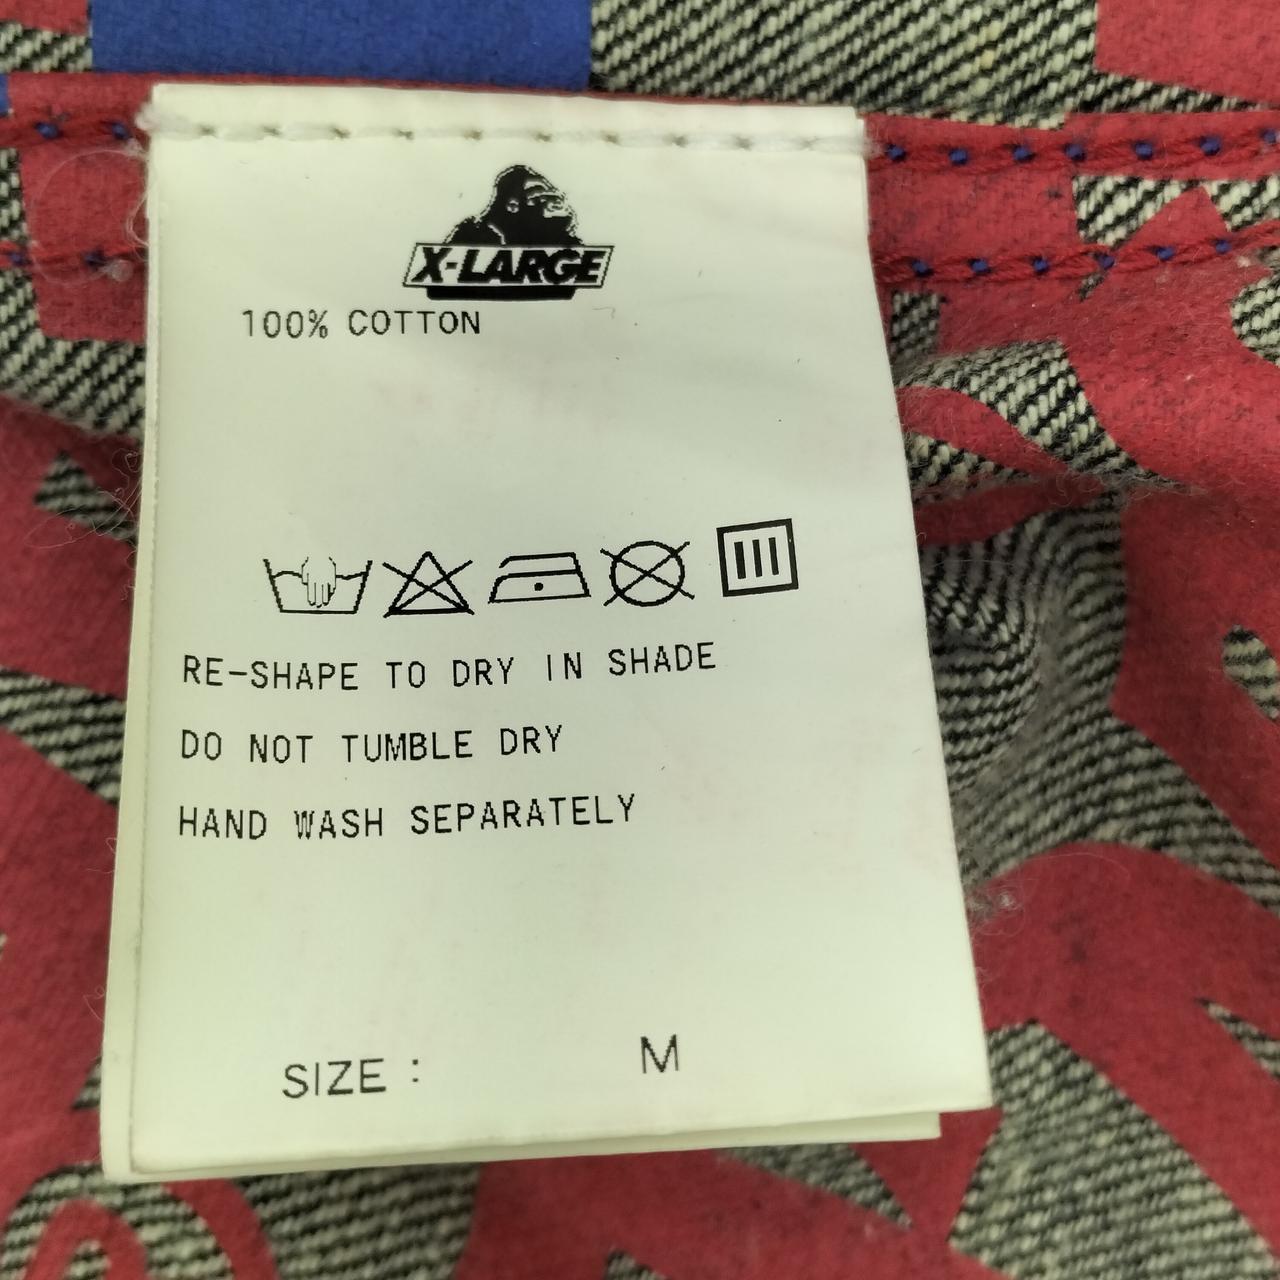 X-LARGE
100% COTTON
RE-SHAPE TO DRY IN SHADE
DO NOT TUMBLE DRY
HAND WASH SEPARATELY
SIZE : M